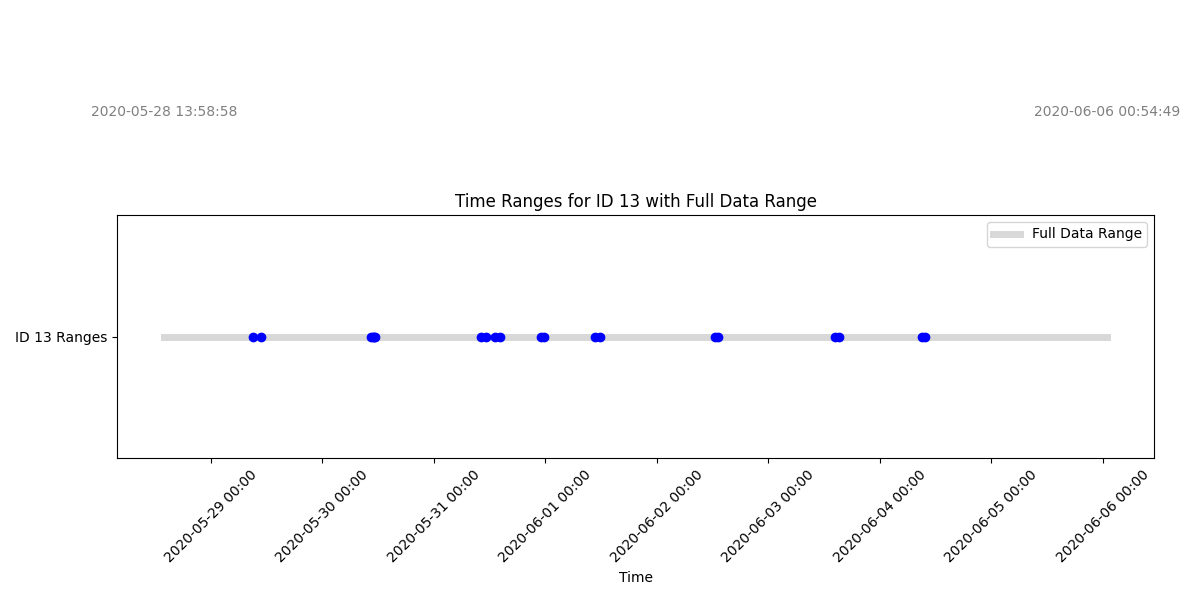 2020-05-28 13:58:58
2020-06-06 00:54:49
Time Ranges for ID 13 with Full Data Range
Full Data Range
ID 13 Ranges
2020-05-29 00:00
2020-05-30 00:00
2020-05-31 00:00
2020-06-01 00:00
2020-06-02 00:00
2020-06-03 00:00
2020-06-04 00:00
2020-06-05 00:00
2020-06-06 00:00
Time